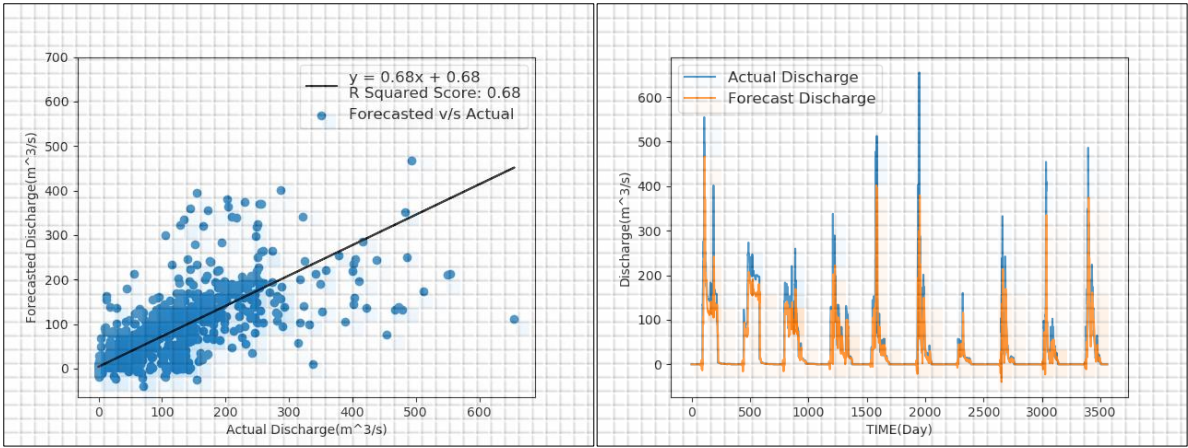 700
600
500
400
300
200
100
0
Forecasted Discharge(m^3/s)
y = 0.68x + 0.68
R Squared Score: 0.68
Forecasted v/s Actual
0 100 200 300 400 500 600
Actual Discharge(m^3/s)
600
500
400
300
200
100
0
Discharge(m^3/s)
Actual Discharge
Forecast Discharge
0 500 1000 1500 2000 2500 3000 3500
TIME(Day)